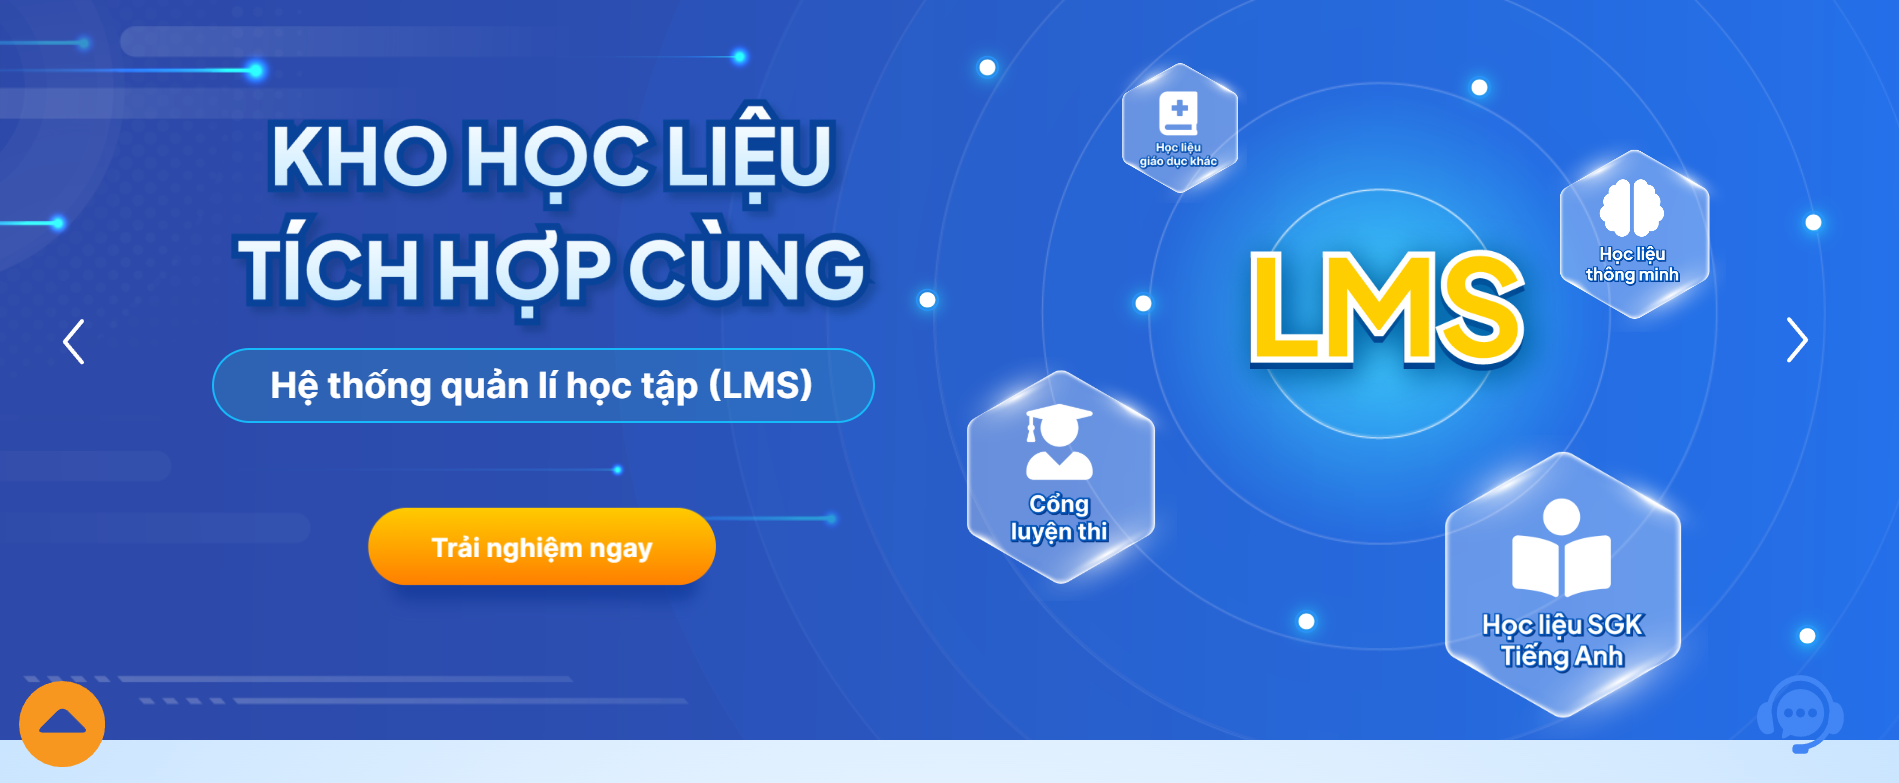 KHO HỌC LIỆU
TÍCH HỢP CÙNG
Hệ thống quản lí học tập (LMS)
Trải nghiệm ngay
Học liệu
giáo dục khác
Học liệu
thông minh
LMS
Cổng
luyện thi
Học liệu SGK
Tiếng Anh